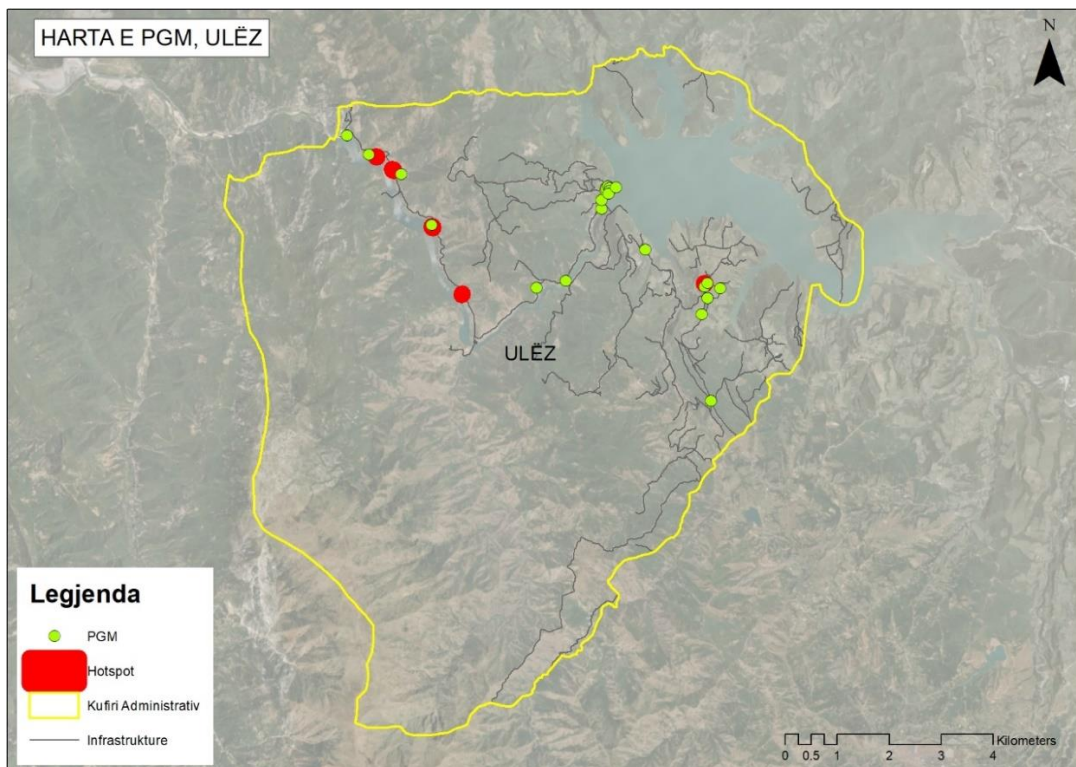 HARTA E PGM, ULËZ
N
ULËZ
Legjenda
PGM
Hotspot
Kufiri Administrativ
Infrastrukture
Kilometers
0 0.5 1 2 3 4